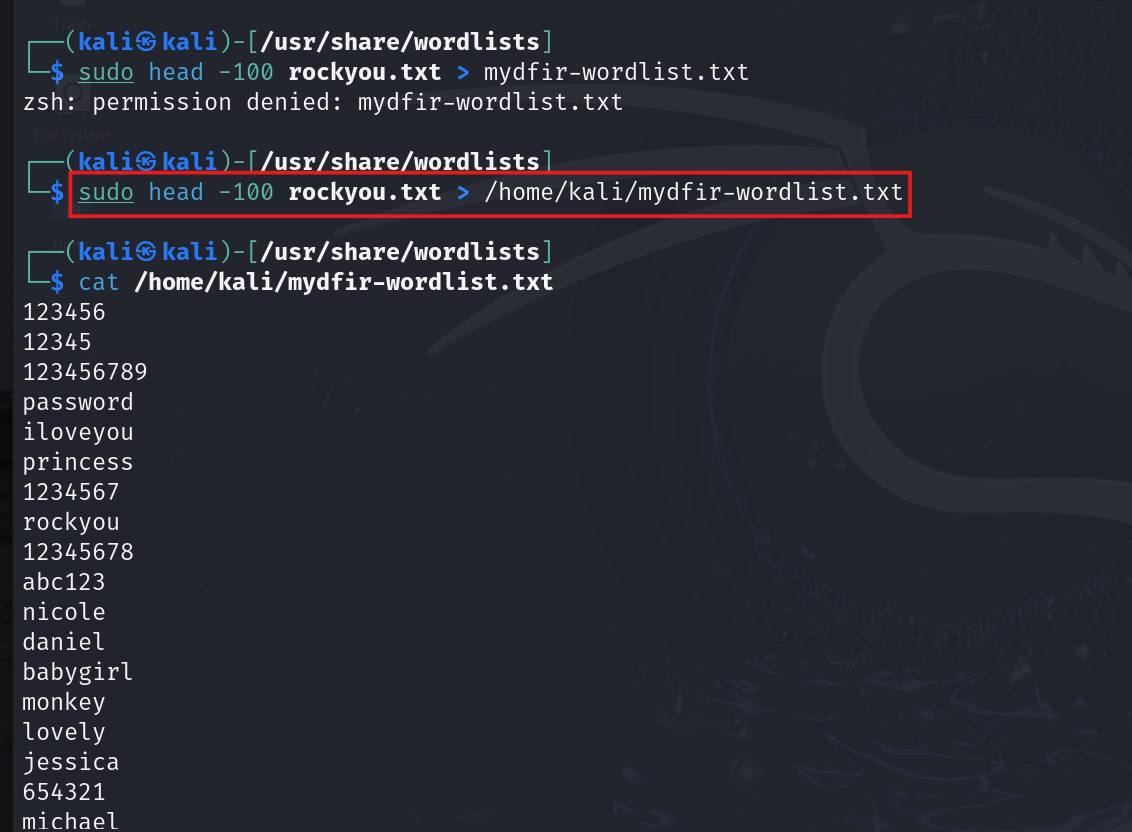 Trash
┌──(kali㉿kali)-[/usr/share/wordlists]
└─$ sudo head -100 rockyou.txt > mydfir-wordlist.txt
zsh: permission denied: mydfir-wordlist.txt
File System
┌──(kali㉿kali)-[/usr/share/wordlists]
└─$ sudo head -100 rockyou.txt > /home/kali/mydfir-wordlist.txt
┌──(kali㉿kali)-[/usr/share/wordlists]
└─$ cat /home/kali/mydfir-wordlist.txt
123456
12345
123456789
password
iloveyou
princess
1234567
rockyou
12345678
abc123
nicole
daniel
babygirl
monkey
lovely
jessica
654321
michael